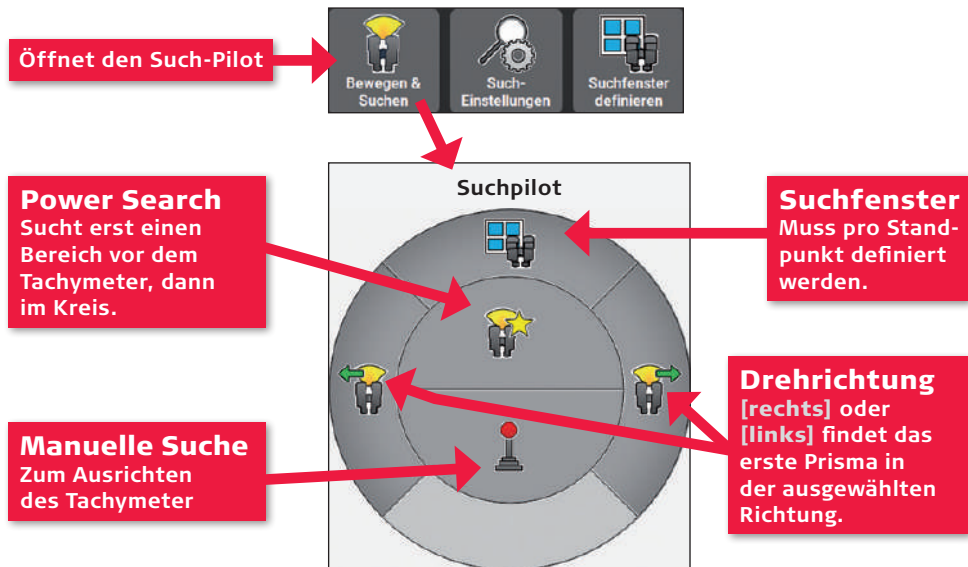 Öffnet den Such-Pilot
Bewegen &
Suchen
Such-
Einstellungen
Suchfenster
definieren
Suchpilot
Power Search
Sucht erst einen
Bereich vor dem
Tachymeter, dann
im Kreis.
Suchfenster
Muss pro Stand-
punkt definiert
werden.
Manuelle Suche
Zum Ausrichten
des Tachymeter
Drehrichtung
[rechts] oder
[links] findet das
erste Prisma in
der ausgewählten
Richtung.